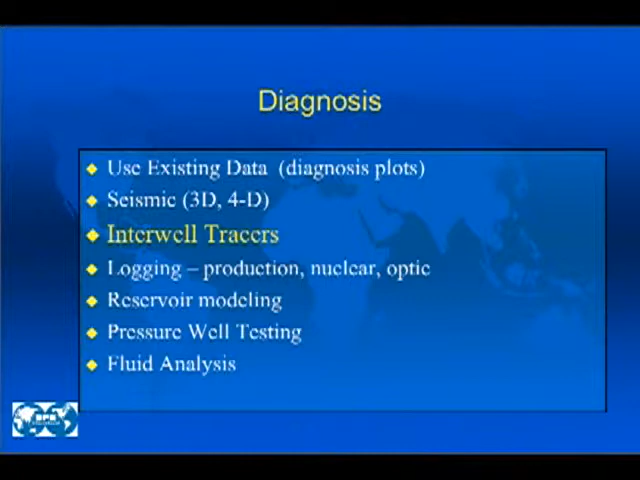 Diagnosis
Use Existing Data (diagnosis plots)
Seismic (3D, 4-D)
Interwell Tracers
Logging – production, nuclear, optic
Reservoir modeling
Pressure Well Testing
Fluid Analysis